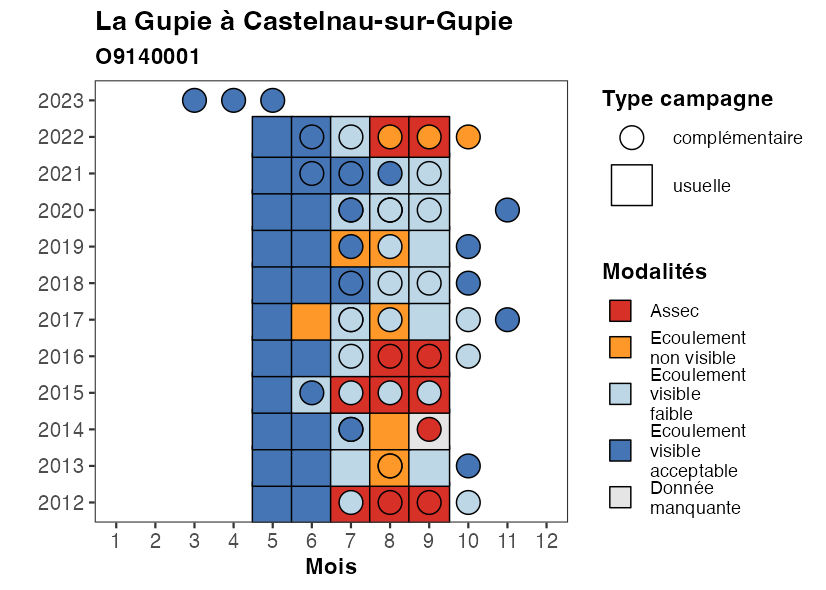 La Gupie à Castelnau-sur-Gupie
O9140001
2023
2022
2021
2020
2019
2018
2017
2016
2015
2014
2013
2012
1 2 3 4 5 6 7 8 9 10 11 12
Mois
Type campagne
complémentaire
usuelle
Modalités
Assec
Ecoulement
non visible
Ecoulement
visible
faible
Ecoulement
visible
acceptable
Donnée
manquante